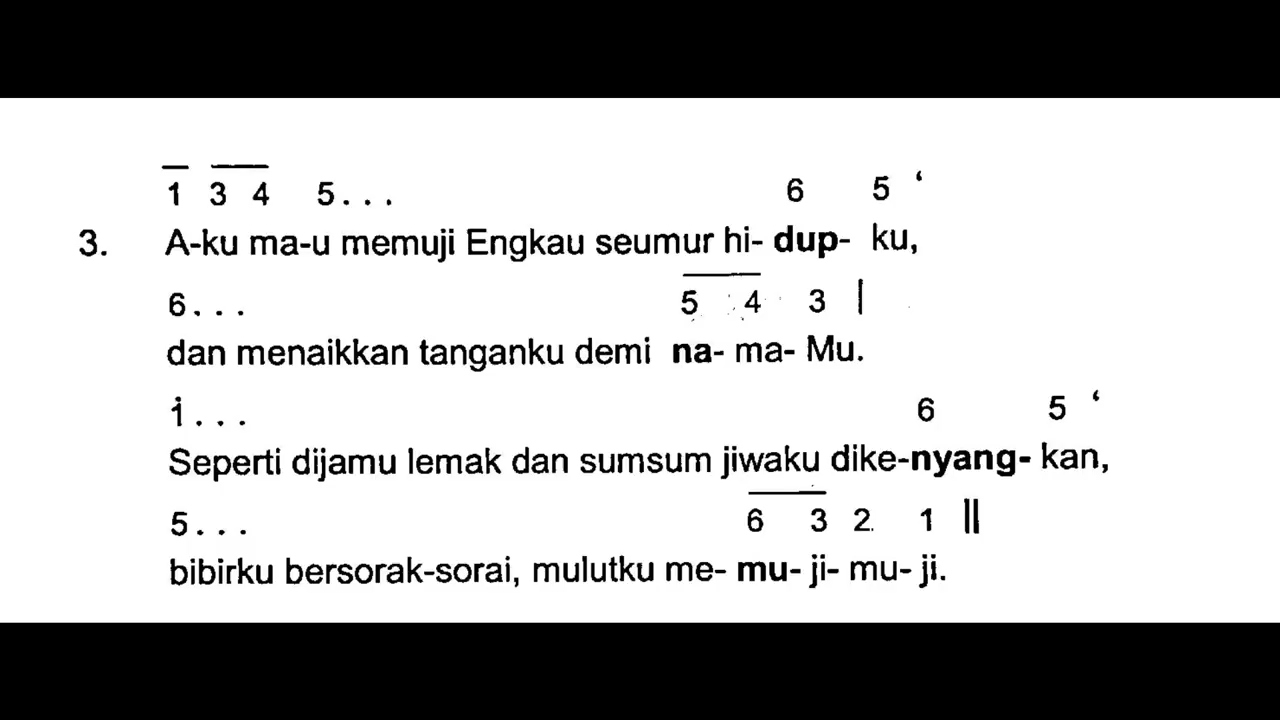 1 3 4 5... 6 5 ‘
3. A-ku ma-u memuji Engkau seumur hi- dup- ku,
6... 5 4 3 |
dan menaikkan tanganku demi na- ma- Mu.
i... 6 5 ‘
Seperti dijamu lemak dan sumsum jiwaku dike-nyang- kan,
5... 6 3 2 1 ||
bibirku bersorak-sorai, mulutku me- mu- ji- mu- ji.